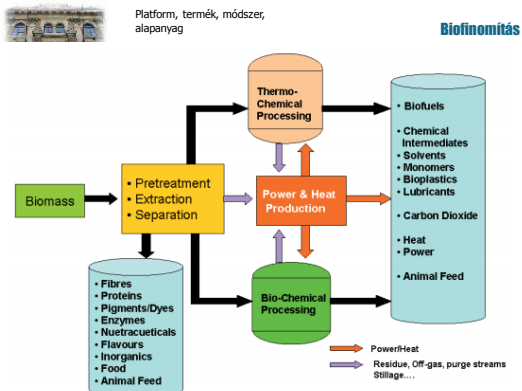 Platform, termék, módszer,
alapanyag
Biofinomítás
Thermo-
Chemical
Processing
• Biofuels
• Chemical
Intermediates
• Solvents
• Monomers
• Bioplastics
• Lubricants
• Carbon Dioxide
• Heat
• Power
• Animal Feed
Biomass
• Pretreatment
• Extraction
• Separation
Power & Heat
Production
• Fibres
• Proteins
• Pigments/Dyes
• Enzymes
• Nuetracueticals
• Flavours
• Inorganics
• Food
• Animal Feed
Bio-Chemical
Processing
Power/Heat
Residue, Off-gas, purge streams
Stillage....